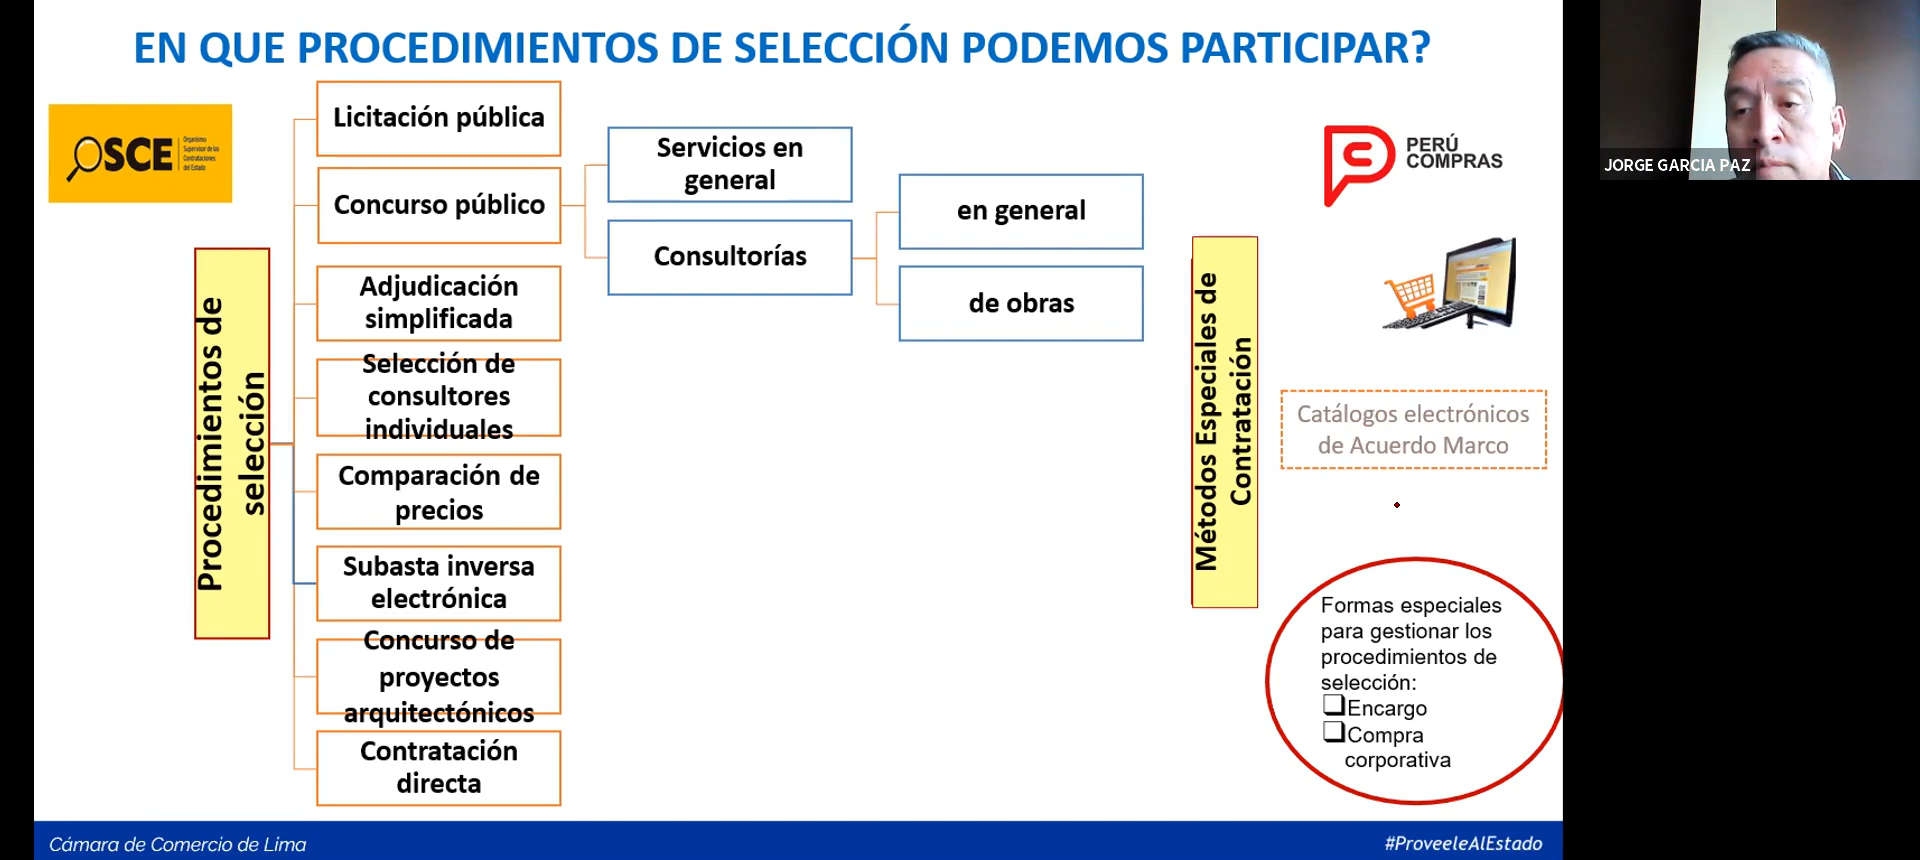 EN QUE PROCEDIMIENTOS DE SELECCIÓN PODEMOS PARTICIPAR?
OSCE
Organismo
Supervisor de las
Contrataciones
del Estado
Procedimientos de
selección
Licitación pública
Concurso público
Adjudicación
simplificada
Selección de
consultores
individuales
Comparación de
precios
Subasta inversa
electrónica
Concurso de
proyectos
arquitectónicos
Contratación
directa
Servicios en
general
Consultorías
en general
de obras
Métodos Especiales de
Contratación
PERÚ
COMPRAS
Catálogos electrónicos
de Acuerdo Marco
Formas especiales
para gestionar los
procedimientos de
selección:
❑Encargo
❑Compra
corporativa
Cámara de Comercio de Lima
#ProveeleAlEstado
JORGE GARCIA PAZ